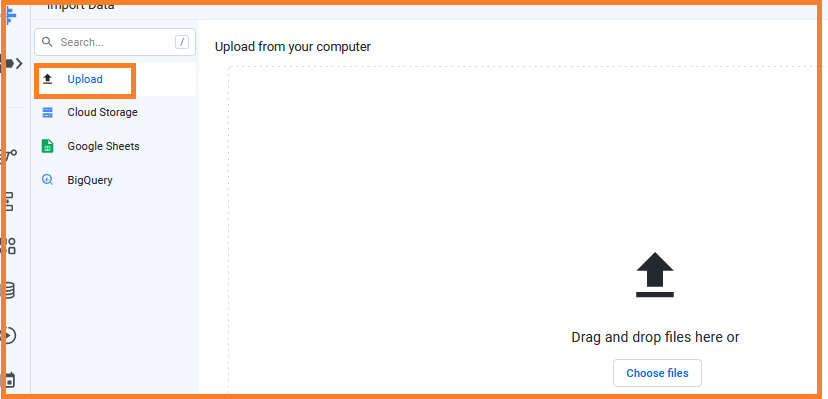 Import Data
Search... /
Upload
Cloud Storage
Google Sheets
BigQuery
Upload from your computer
Drag and drop files here or
Choose files